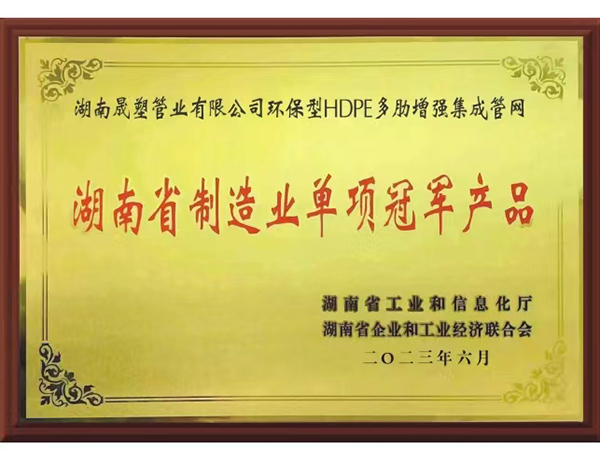 湖南晟塑管业有限公司环保型HDPE多肋增强集成管网
湖南省制造业单项冠军产品
湖南省工业和信息化厅
湖南省企业和工业经济联合会
二〇二三年六月